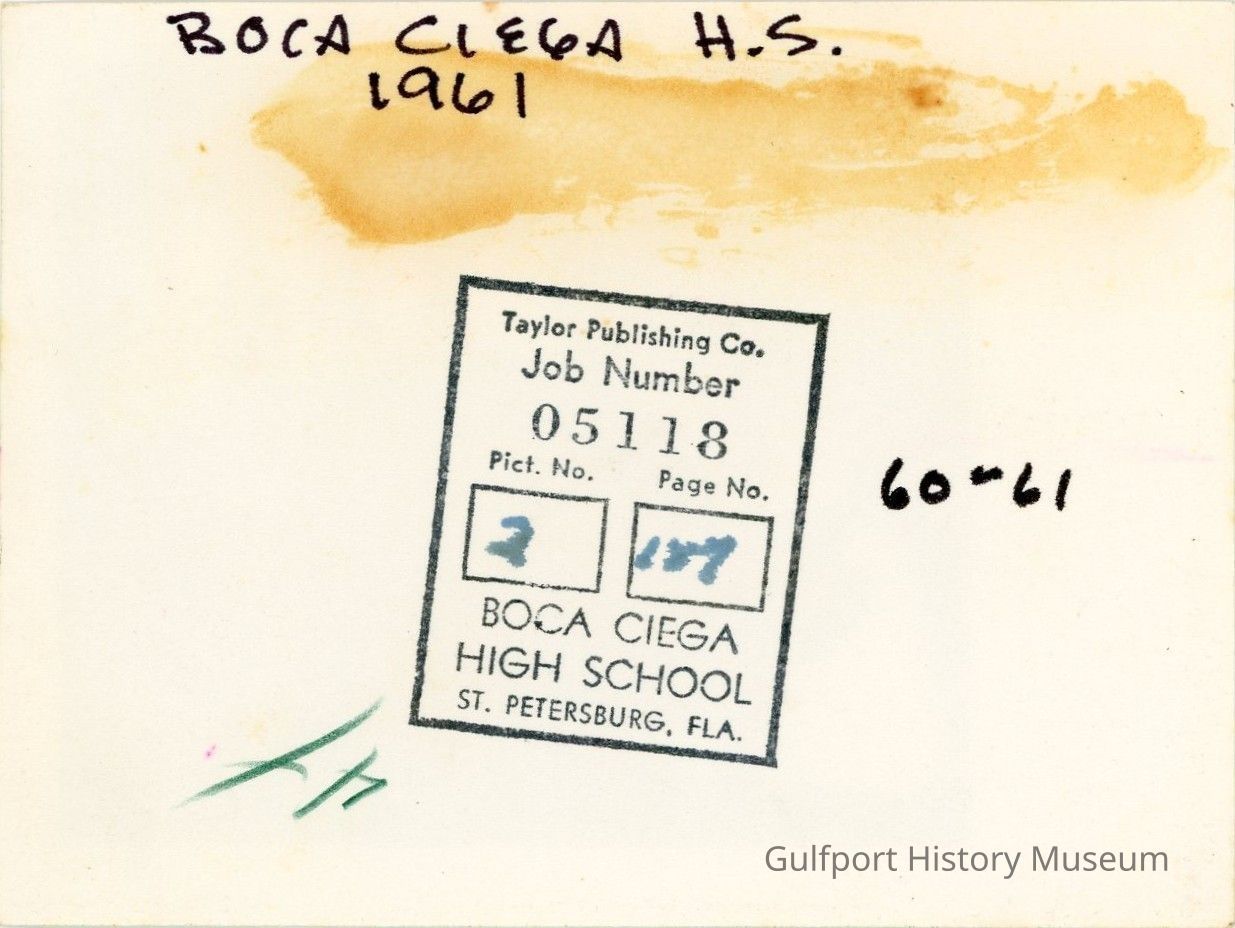 BOCA CIEGA H.S.
1961
Taylor Publishing Co.
Job Number
05118
Pict. No. Page No.
2 187
BOCA CIEGA
HIGH SCHOOL
ST. PETERSBURG, FLA.
60-61
Gulfport History Museum